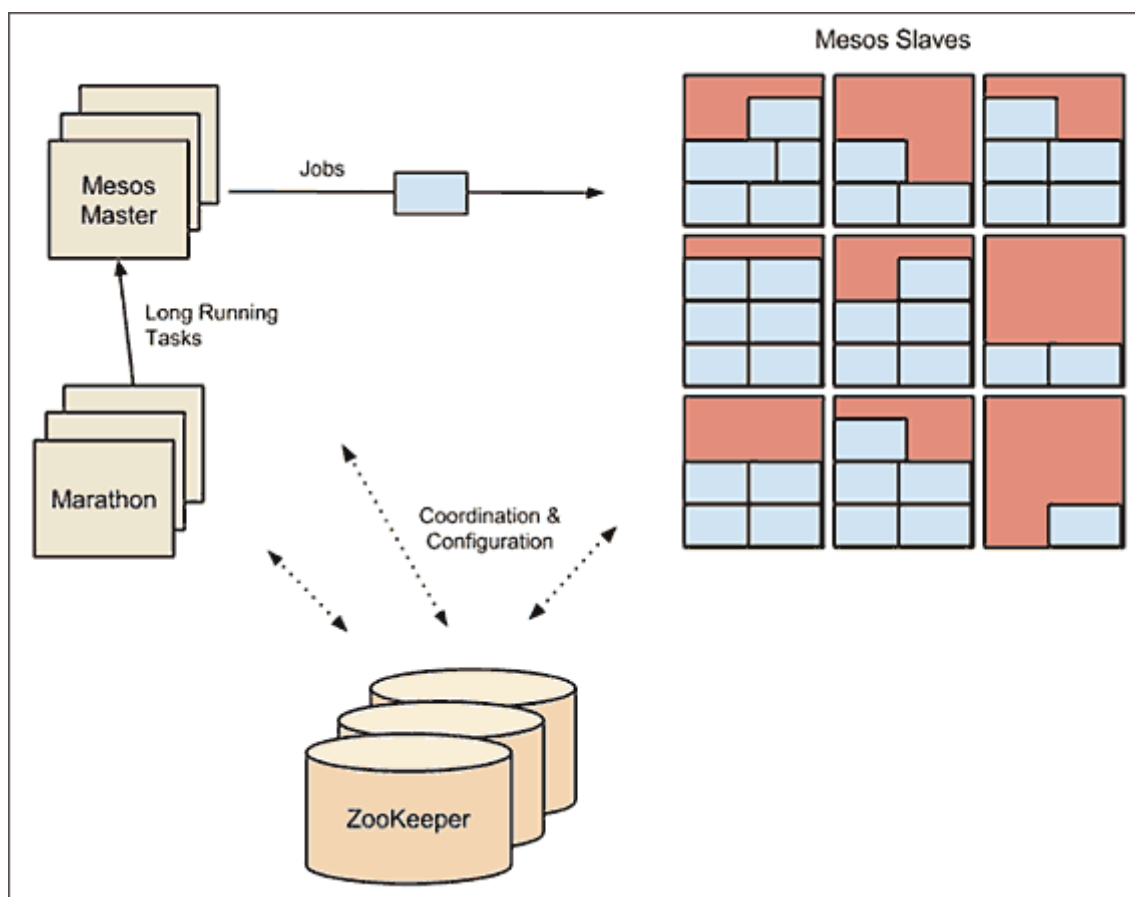 Mesos Slaves
Mesos
Master
Jobs
Long Running
Tasks
Marathon
Coordination &
Configuration
ZooKeeper